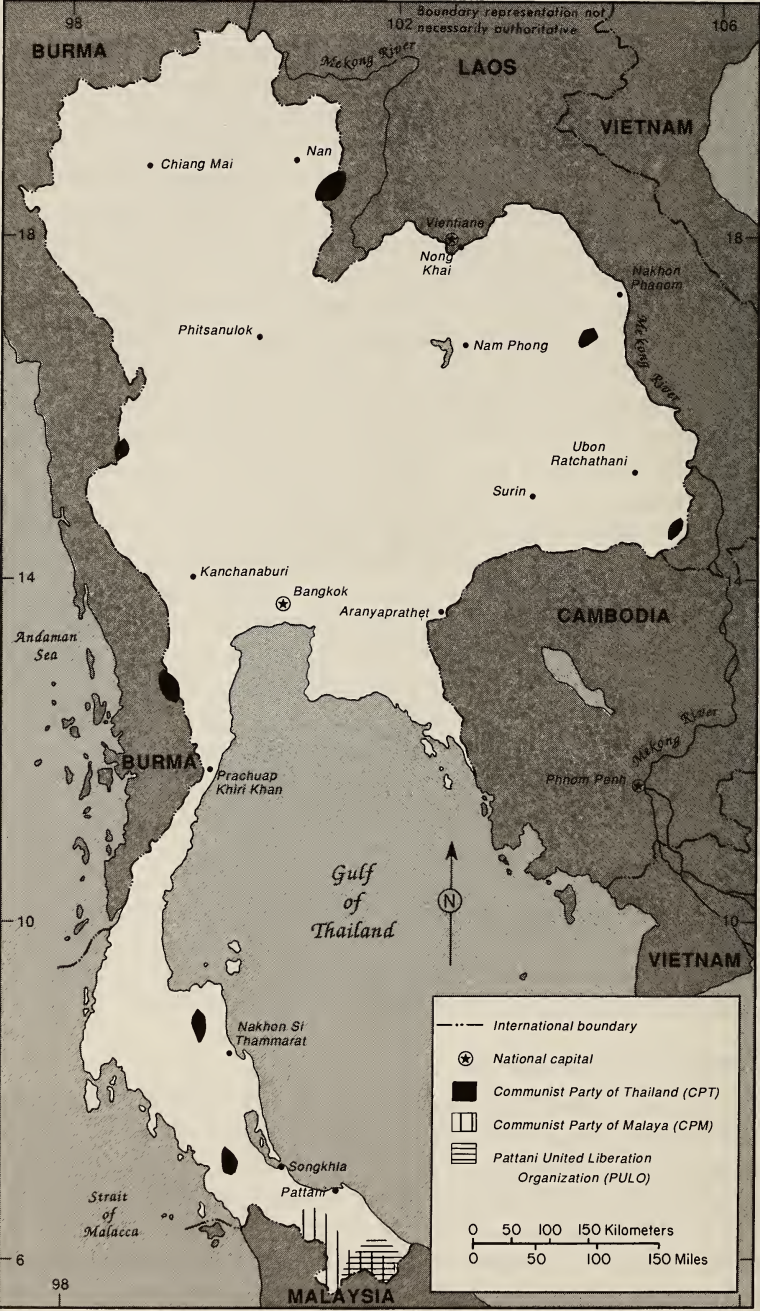 98
102
106
Boundary representation not
necessarily authoritative
BURMA
Mekong River
LAOS
VIETNAM
Nan
Chiang Mai
Vientiane
18
18
Nong
Khai
Nakhon
Phanom
Phitsanulok
Nam Phong
Mekong River
Ubon
Ratchathani
Surin
14
14
Kanchanaburi
Bangkok
Aranyaprathet
CAMBODIA
Andaman
Sea
Mekong River
BURMA
Prachuap
Khiri Khan
Phnom Penh
Gulf
of
Thailand
N
10
10
VIETNAM
Nakhon Si
Thammarat
International boundary
National capital
Communist Party of Thailand (CPT)
Communist Party of Malaya (CPM)
Pattani United Liberation
Organization (PULO)
Songkhla
Pattani
Strait
of
Malacca
0 50 100 150 Kilometers
0 50 100 150 Miles
6
98
MALAYSIA